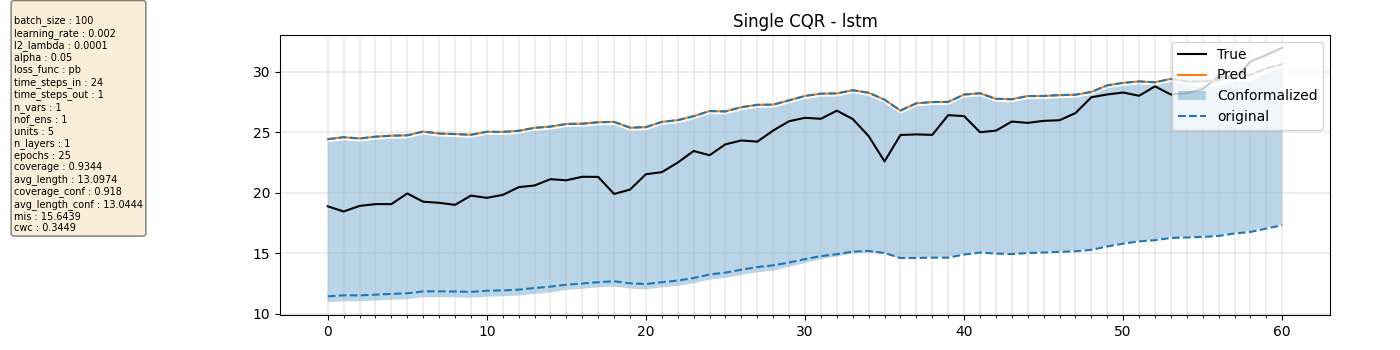 batch_size : 100
learning_rate : 0.002
l2_lambda : 0.0001
alpha : 0.05
loss_func : pb
time_steps_in : 24
time_steps_out : 1
n_vars : 1
nof_ens : 1
units : 5
n_layers : 1
epochs : 25
coverage : 0.9344
avg_length : 13.0974
coverage_conf : 0.918
avg_length_conf : 13.0444
mis : 15.6439
cwc : 0.3449
Single CQR - lstm
True
Pred
Conformalized
original
30
25
20
15
10
0 10 20 30 40 50 60